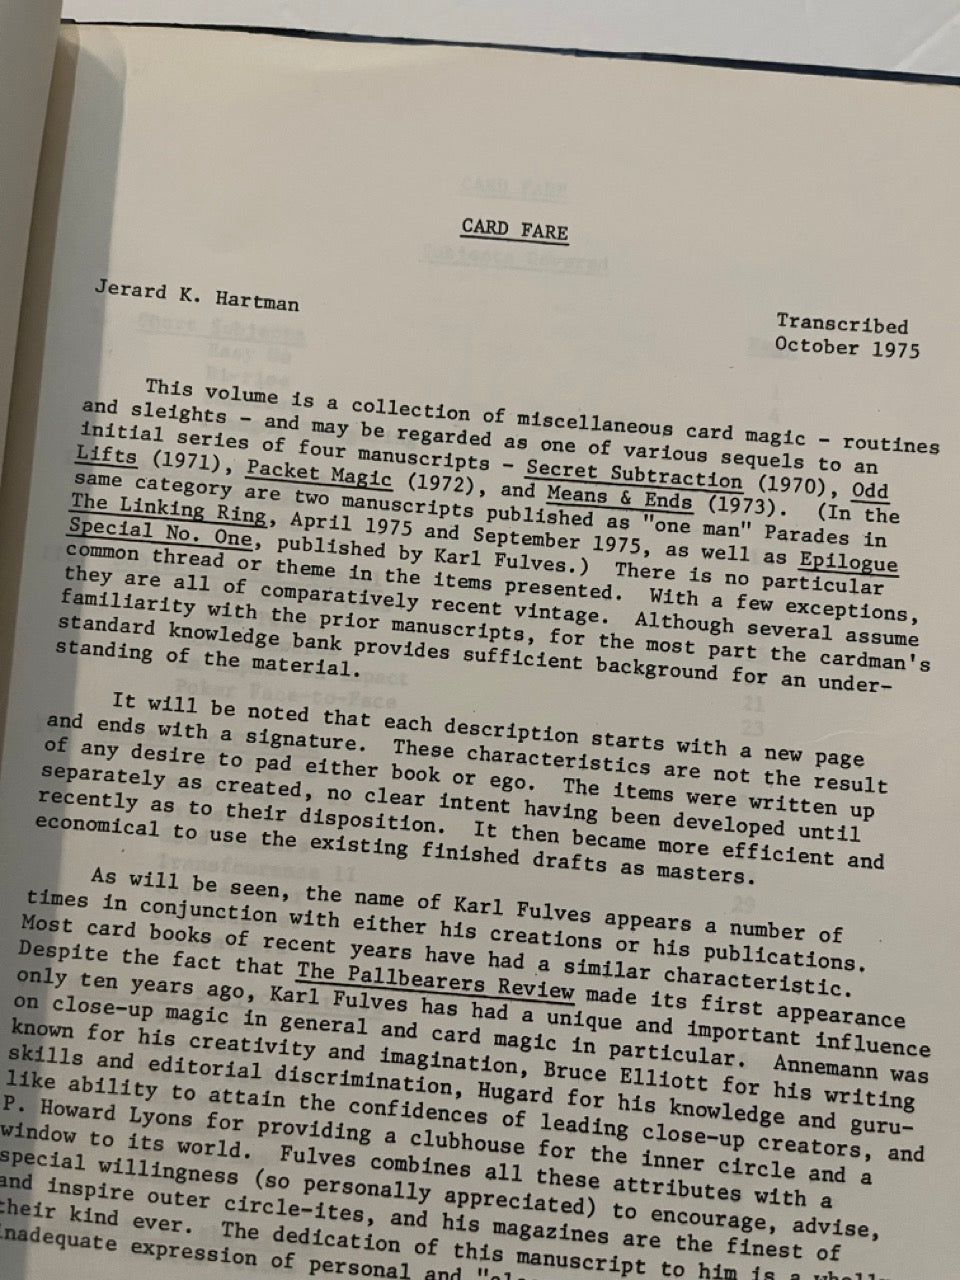 CARD FARE
Jerard K. Hartman
Transcribed
October 1975
This volume is a collection of miscellaneous card magic - routines
and sleights - and may be regarded as one of various sequels to an
initial series of four manuscripts - Secret Subtraction (1970), Odd
Lifts (1971), Packet Magic (1972), and Means & Ends (1973). (In the
same category are two manuscripts published as "one man" Parades in
The Linking Ring, April 1975 and September 1975, as well as Epilogue
Special No. One, published by Karl Fulves.) There is no particular
common thread or theme in the items presented. With a few exceptions,
they are all of comparatively recent vintage. Although several assume
familiarity with the prior manuscripts, for the most part the cardman's
standard knowledge bank provides sufficient background for an under-
standing of the material.
It will be noted that each description starts with a new page
and ends with a signature. These characteristics are not the result
of any desire to pad either book or ego. The items were written up
separately as created, no clear intent having been developed until
recently as to their disposition. It then became more efficient and
economical to use the existing finished drafts as masters.
As will be seen, the name of Karl Fulves appears a number of
times in conjunction with either his creations or his publications.
Most card books of recent years have had a similar characteristic.
Despite the fact that The Pallbearers Review made its first appearance
only ten years ago, Karl Fulves has had a unique and important influence
on close-up magic in general and card magic in particular. Annemann was
known for his creativity and imagination, Bruce Elliott for his writing
skills and editorial discrimination, Hugard for his knowledge and guru-
like ability to attain the confidences of leading close-up creators, and
P. Howard Lyons for providing a clubhouse for the inner circle and a
window to its world. Fulves combines all these attributes with a
special willingness (so personally appreciated) to encourage, advise,
and inspire outer circle-ites, and his magazines are the finest of
their kind ever. The dedication of this manuscript to him is a
inadequate expression of personal and